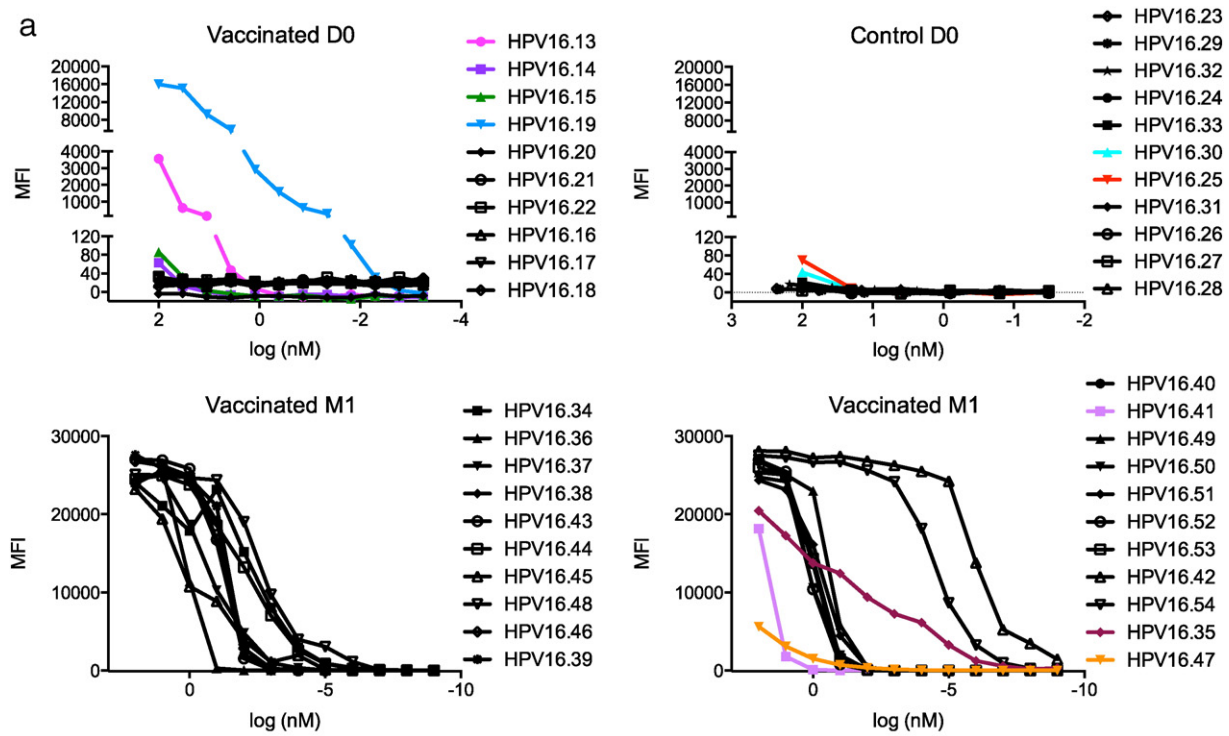 a
Vaccinated D0
MFI
20000
16000
12000
8000
4000
3000
2000
1000
120
80
40
0
2
0
-2
-4
log (nM)
HPV16.13
HPV16.14
HPV16.15
HPV16.19
HPV16.20
HPV16.21
HPV16.22
HPV16.16
HPV16.17
HPV16.18
Control D0
MFI
20000
16000
12000
8000
4000
3000
2000
1000
120
80
40
0
3
2
1
0
-1
-2
log (nM)
HPV16.23
HPV16.29
HPV16.32
HPV16.24
HPV16.33
HPV16.30
HPV16.25
HPV16.31
HPV16.26
HPV16.27
HPV16.28
Vaccinated M1
MFI
30000
20000
10000
0
0
-5
-10
log (nM)
HPV16.34
HPV16.36
HPV16.37
HPV16.38
HPV16.43
HPV16.44
HPV16.45
HPV16.48
HPV16.46
HPV16.39
Vaccinated M1
MFI
30000
20000
10000
0
0
-5
-10
log (nM)
HPV16.40
HPV16.41
HPV16.49
HPV16.50
HPV16.51
HPV16.52
HPV16.53
HPV16.42
HPV16.54
HPV16.35
HPV16.47